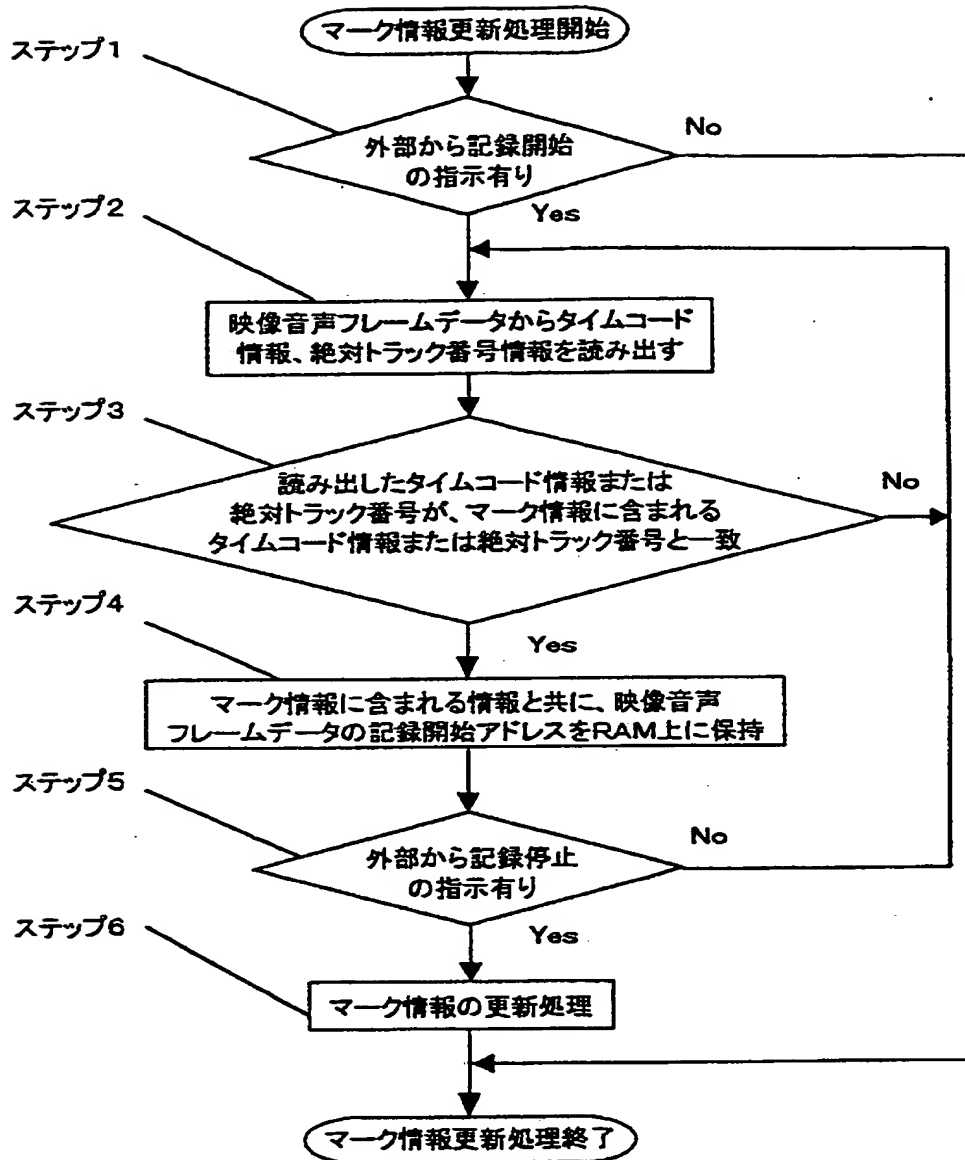 マーク情報更新処理開始
ステップ1
外部から記録開始
の指示有り
No
Yes
ステップ2
映像音声フレームデータからタイムコード
情報、絶対トラック番号情報を読み出す
ステップ3
読み出したタイムコード情報または
絶対トラック番号が、マーク情報に含まれる
タイムコード情報または絶対トラック番号と一致
No
Yes
ステップ4
マーク情報に含まれる情報と共に、映像音声
フレームデータの記録開始アドレスをRAM上に保持
ステップ5
外部から記録停止
の指示有り
No
Yes
ステップ6
マーク情報の更新処理
マーク情報更新処理終了